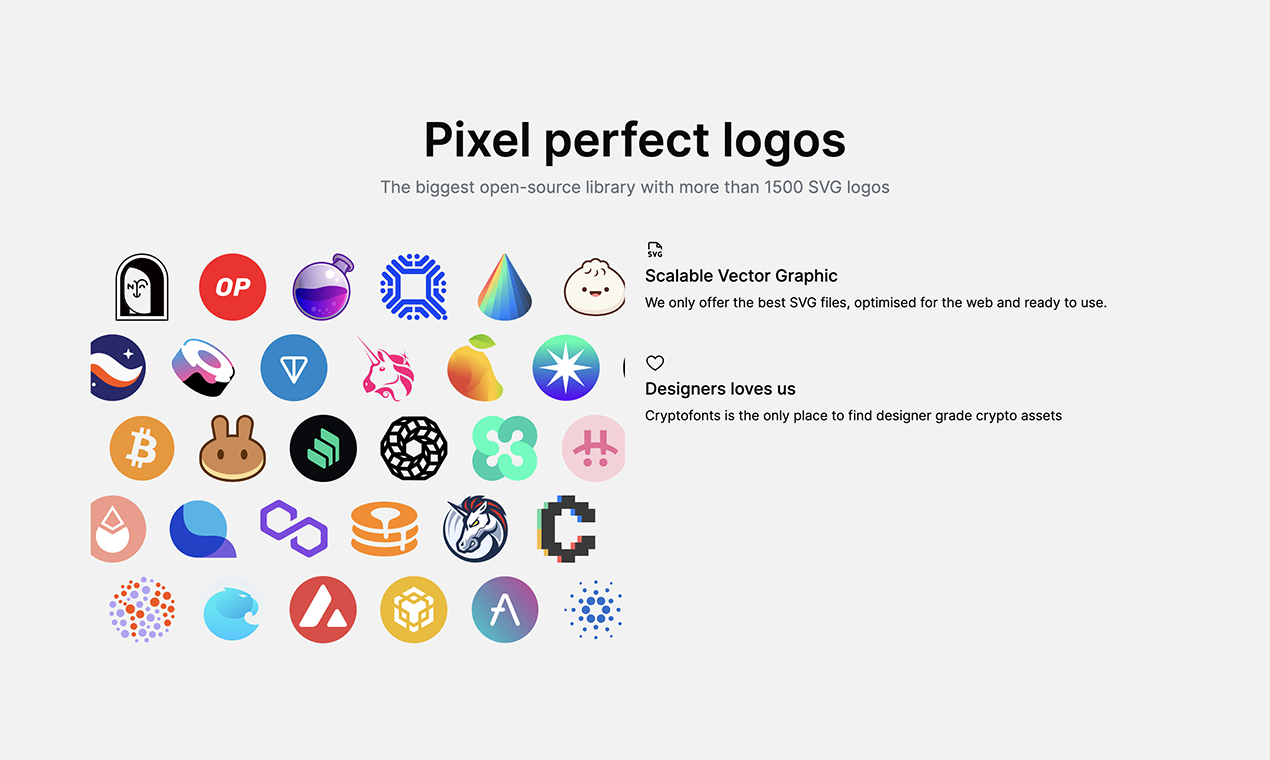 Pixel perfect logos
The biggest open-source library with more than 1500 SVG logos
OP
SVG
Scalable Vector Graphic
We only offer the best SVG files, optimised for the web and ready to use.
Designers loves us
Cryptofonts is the only place to find designer grade crypto assets